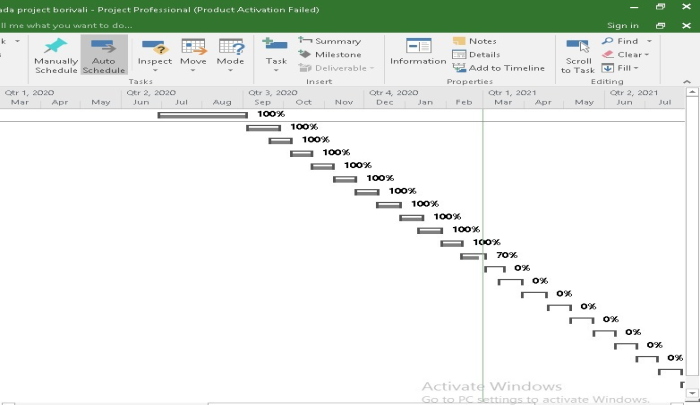 ada project borivali - Project Professional (Product Activation Failed)
ll me what you want to do...
Sign in
k
Manually Schedule
Auto Schedule
Inspect
Move
Mode
Tasks
Task
Summary
Milestone
Deliverable
Insert
Information
Notes
Details
Add to Timeline
Properties
Scroll to Task
Find
Clear
Fill
Editing
Qtr 1, 2020 Qtr 2, 2020 Qtr 3, 2020 Qtr 4, 2020 Qtr 1, 2021 Qtr 2, 2021
Mar Apr May Jun Jul Aug Sep Oct Nov Dec Jan Feb Mar Apr May Jun Jul
100%
100%
100%
100%
100%
100%
100%
100%
100%
100%
100%
70%
0%
0%
0%
0%
0%
0%
0%
0%
Activate Windows
Go to PC settings to activate Windows.